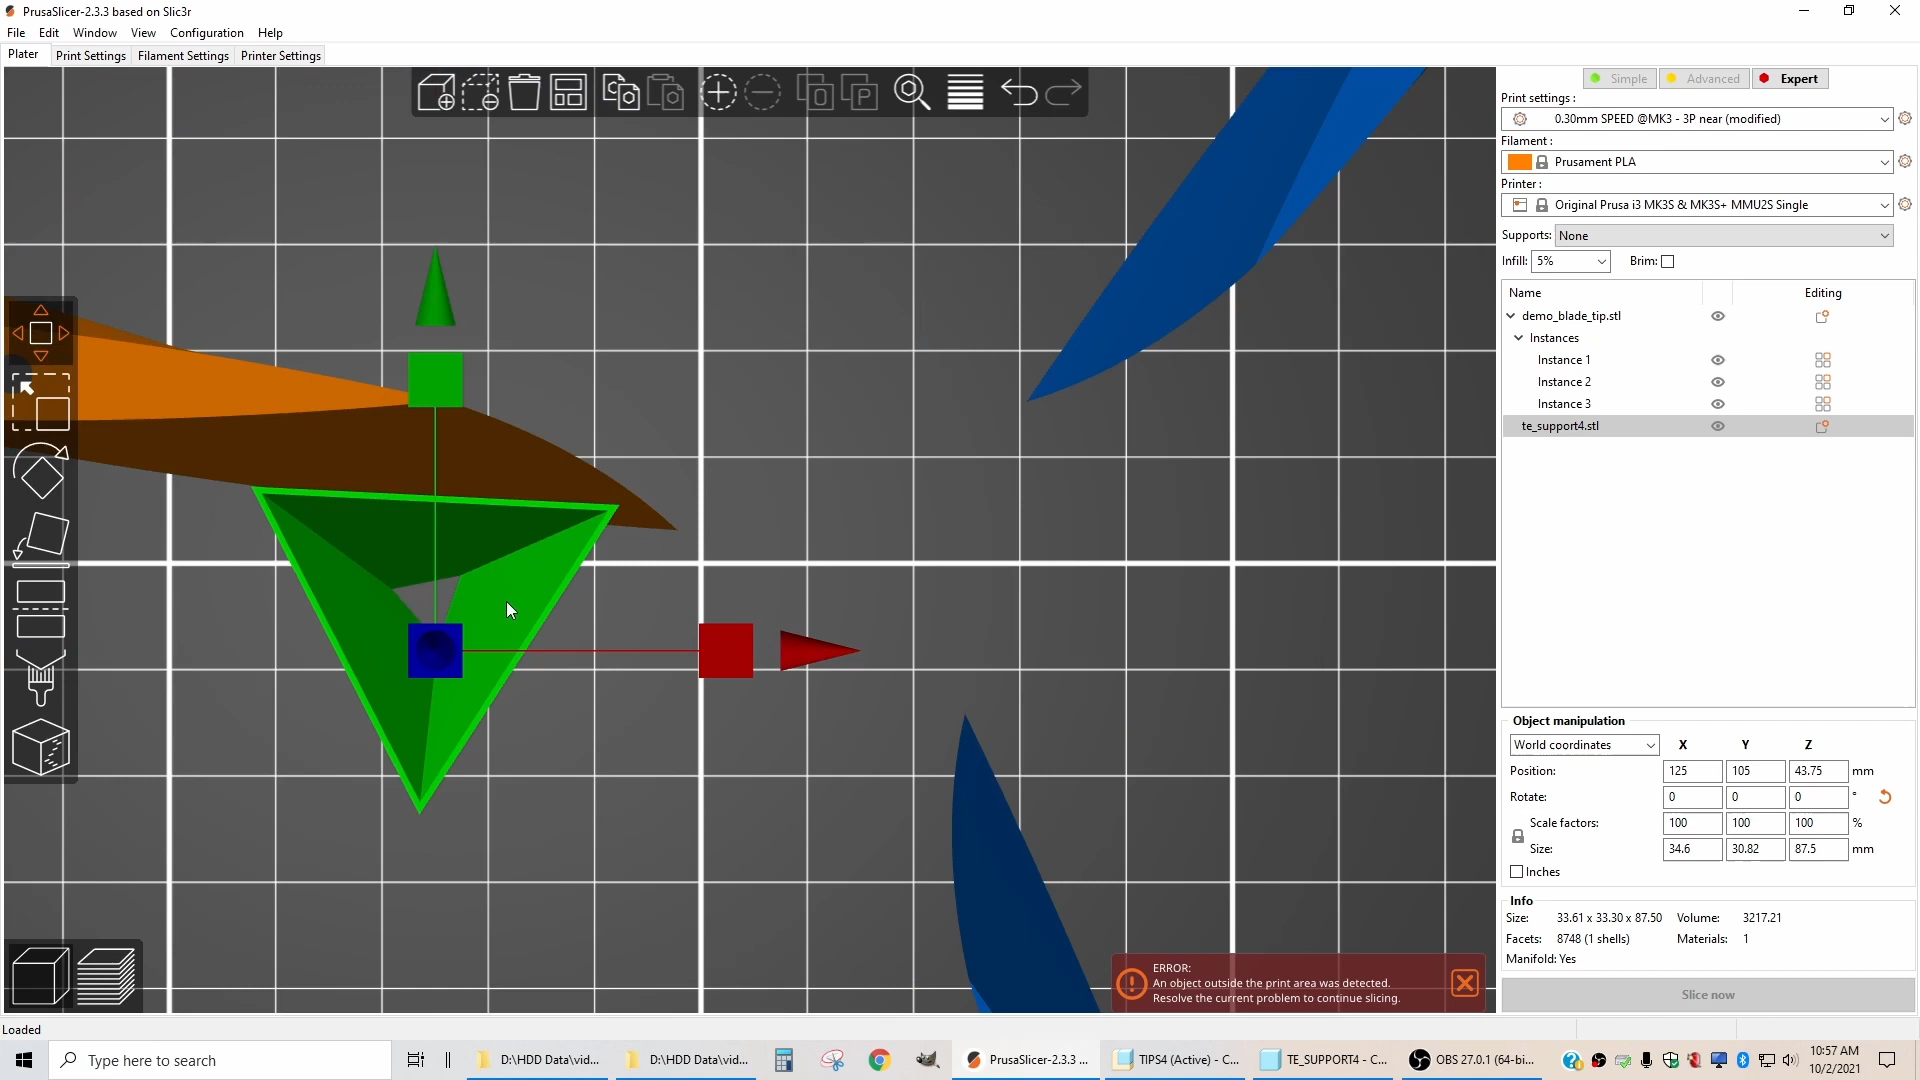 PrusaSlicer-2.3.3 based on Slic3r
File Edit Window View Configuration Help
Plater Print Settings Filament Settings Printer Settings
Simple Advanced Expert
Print settings :
0.30mm SPEED @MK3 - 3P near (modified)
Filament :
Prusament PLA
Printer :
Original Prusa i3 MK3S & MK3S+ MMU2S Single
Supports: None
Infill: 5% Brim:
Name Editing
demo_blade_tip.stl
Instances
Instance 1
Instance 2
Instance 3
te_support4.stl
Object manipulation
World coordinates X Y Z
Position: 125 105 43.75 mm
Rotate: 0 0 0 °
Scale factors: 100 100 100 %
Size: 34.6 30.82 87.5 mm
Inches
Info
Size: 33.61 x 33.30 x 87.50 Volume: 3217.21
Facets: 8748 (1 shells) Materials: 1
Manifold: Yes
ERROR:
An object outside the print area was detected.
Resolve the current problem to continue slicing.
Slice now
Loaded
Type here to search
D:\HDD Data\vid...
D:\HDD Data\vid...
PrusaSlicer-2.3.3 ...
TIPS4 (Active) - C...
TE_SUPPORT4 - C...
OBS 27.0.1 (64-bi...
10:57 AM
10/2/2021